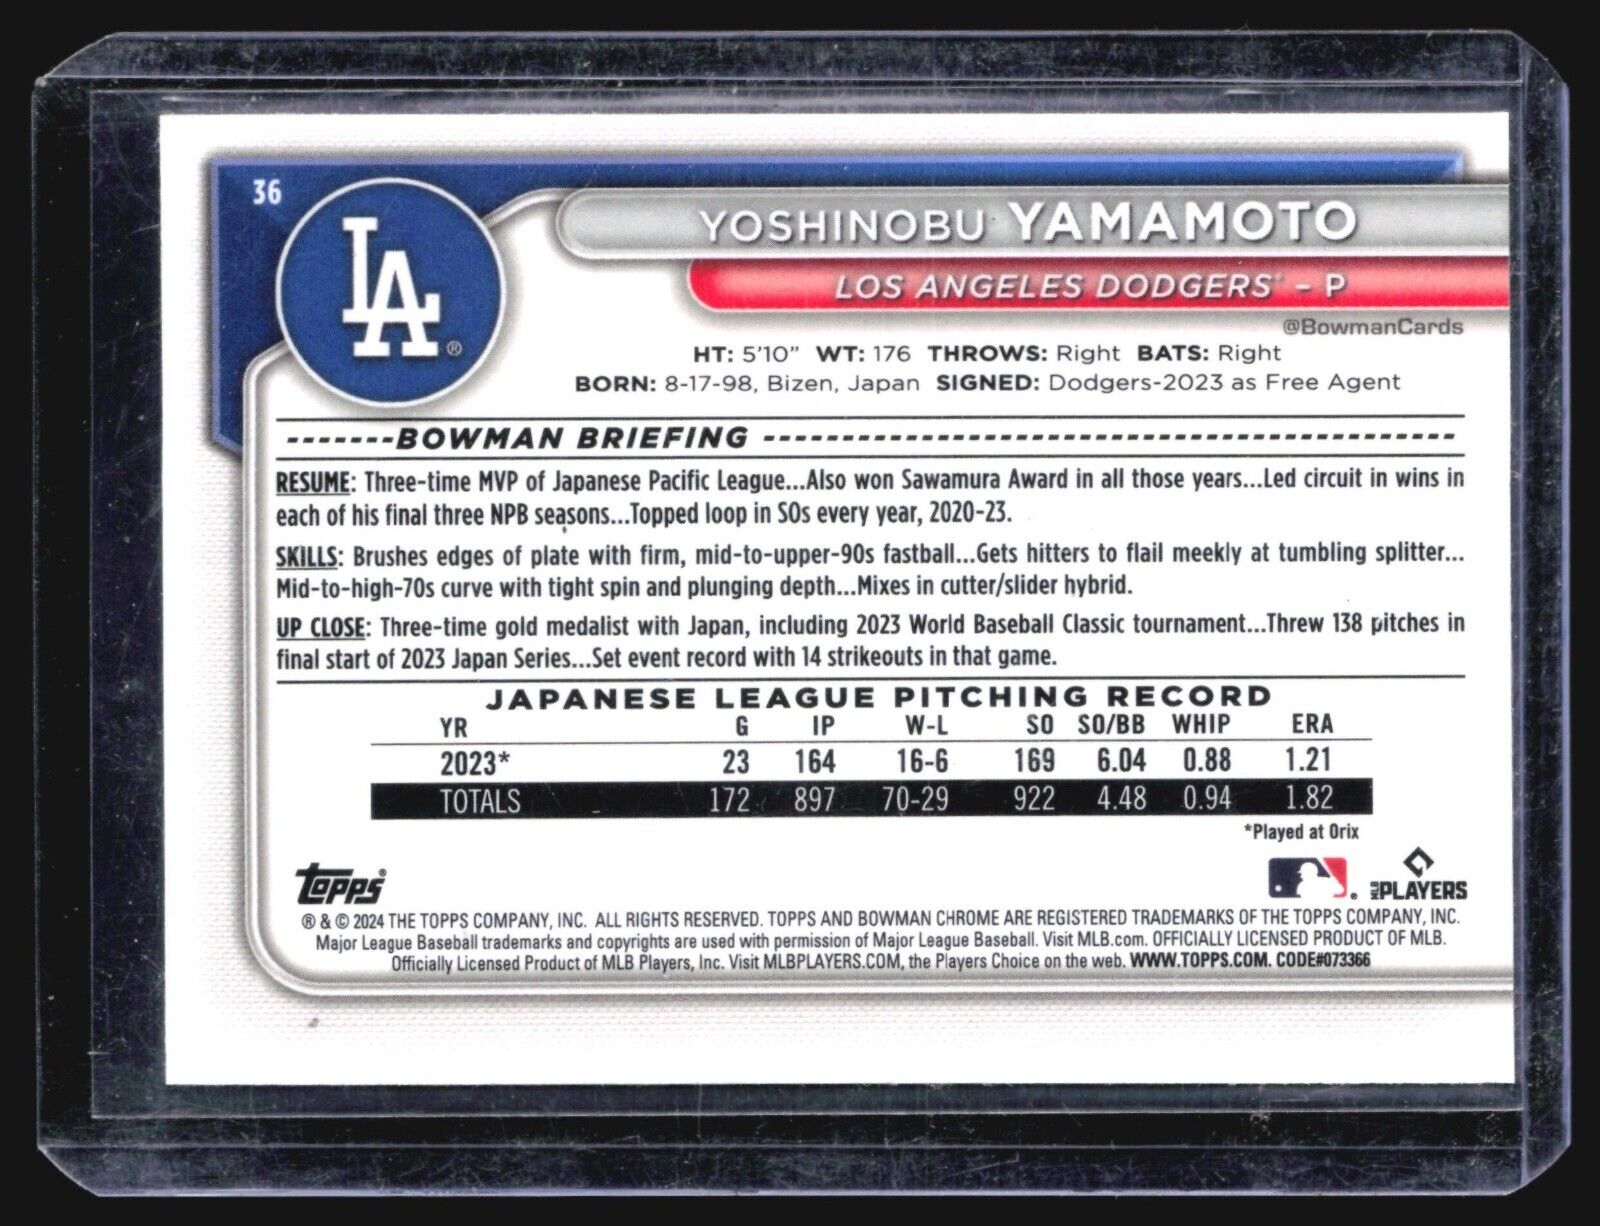 36
LA
®
YOSHINOBU YAMAMOTO
LOS ANGELES DODGERS - P
@BowmanCards
HT: 5'10" WT: 176 THROWS: Right BATS: Right
BORN: 8-17-98, Bizen, Japan SIGNED: Dodgers-2023 as Free Agent
-------BOWMAN BRIEFING ----------------------------------------
RESUME: Three-time MVP of Japanese Pacific League...Also won Sawamura Award in all those years...Led circuit in wins in
each of his final three NPB seasons...Topped loop in SOs every year, 2020-23.
SKILLS: Brushes edges of plate with firm, mid-to-upper-90s fastball...Gets hitters to flail meekly at tumbling splitter...
Mid-to-high-70s curve with tight spin and plunging depth...Mixes in cutter/slider hybrid.
UP CLOSE: Three-time gold medalist with Japan, including 2023 World Baseball Classic tournament...Threw 138 pitches in
final start of 2023 Japan Series...Set event record with 14 strikeouts in that game.
JAPANESE LEAGUE PITCHING RECORD
YR G IP W-L SO SO/BB WHIP ERA
2023* 23 164 16-6 169 6.04 0.88 1.21
TOTALS 172 897 70-29 922 4.48 0.94 1.82
*Played at Orix
Topps®
MLB PLAYERS
® & © 2024 THE TOPPS COMPANY, INC. ALL RIGHTS RESERVED. TOPPS AND BOWMAN CHROME ARE REGISTERED TRADEMARKS OF THE TOPPS COMPANY, INC.
Major League Baseball trademarks and copyrights are used with permission of Major League Baseball. Visit MLB.com. OFFICIALLY LICENSED PRODUCT OF MLB.
Officially Licensed Product of MLB Players, Inc. Visit MLBPLAYERS.COM, the Players Choice on the web. WWW.TOPPS.COM. CODE#073366